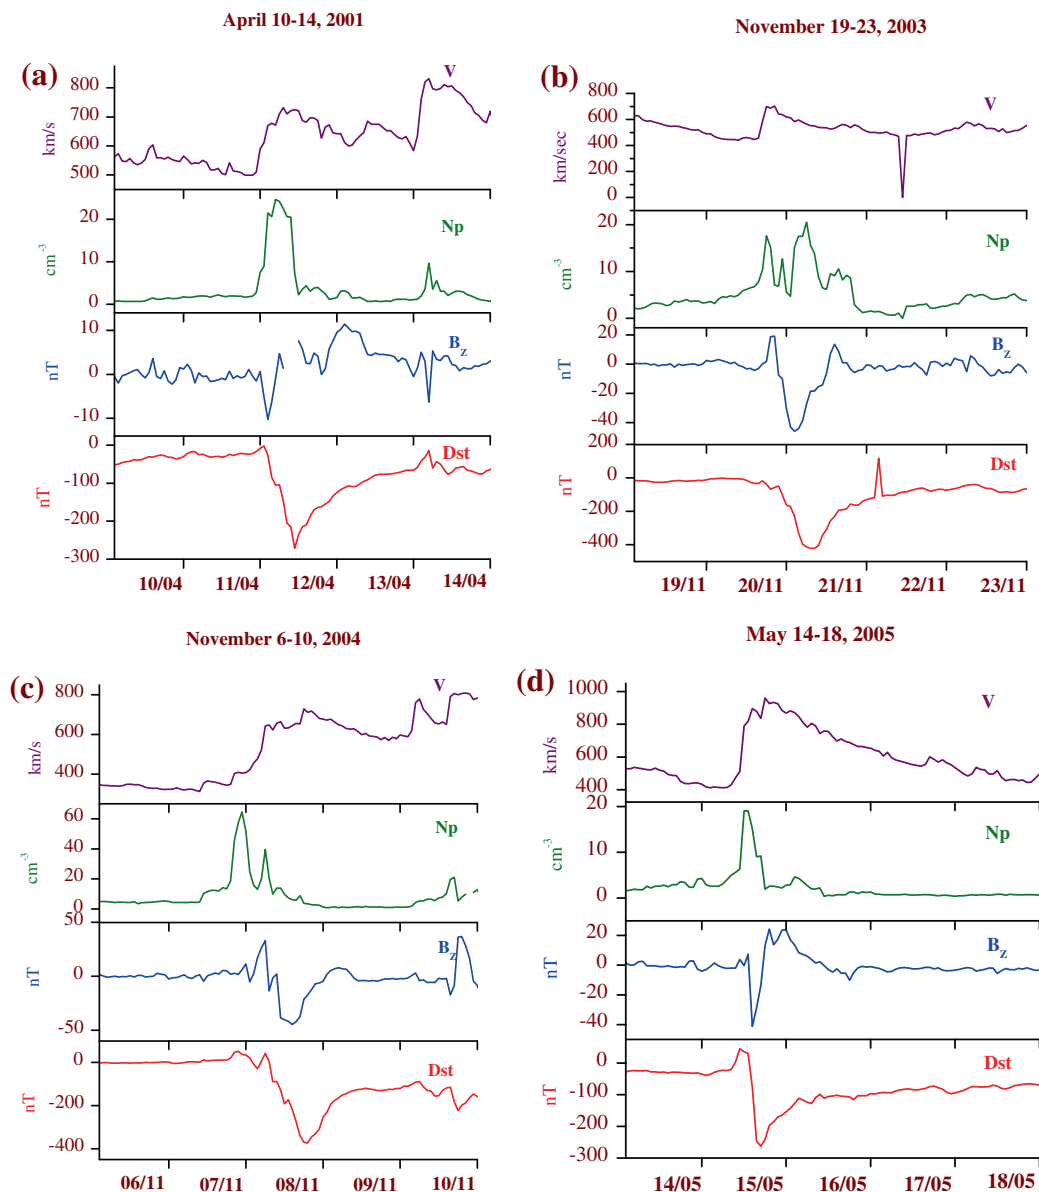 April 10-14, 2001
(a)
V
km/s
800
700
600
500
Np
cm-3
20
10
0
Bz
nT
10
0
-10
Dst
nT
0
-100
-200
-300
10/04 11/04 12/04 13/04 14/04
November 19-23, 2003
(b)
V
km/sec
800
600
400
200
0
Np
cm-3
20
10
0
Bz
nT
20
0
-20
-40
200
Dst
nT
0
-200
-400
19/11 20/11 21/11 22/11 23/11
November 6-10, 2004
(c)
V
km/s
800
600
400
Np
cm-3
60
40
20
0
Bz
nT
50
0
-50
Dst
nT
0
-200
-400
06/11 07/11 08/11 09/11 10/11
May 14-18, 2005
(d)
V
km/s
1000
800
600
400
Np
cm-3
20
10
0
Bz
nT
20
0
-20
-40
Dst
nT
0
-100
-200
-300
14/05 15/05 16/05 17/05 18/05